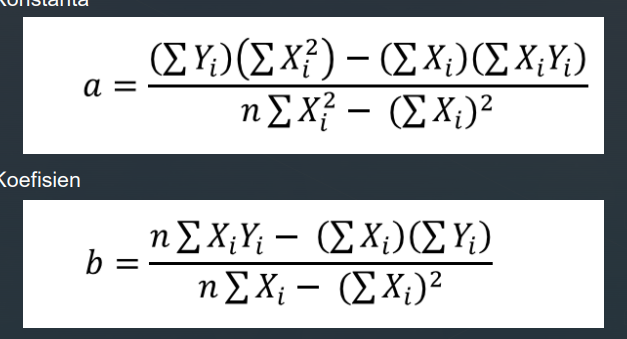 Konstanta
a = (∑ Yᵢ)(∑ Xᵢ²) − (∑ Xᵢ)(∑ XᵢYᵢ) / n ∑ Xᵢ² − (∑ Xᵢ)²
Koefisien
b = n ∑ XᵢYᵢ − (∑ Xᵢ)(∑ Yᵢ) / n ∑ Xᵢ − (∑ Xᵢ)²